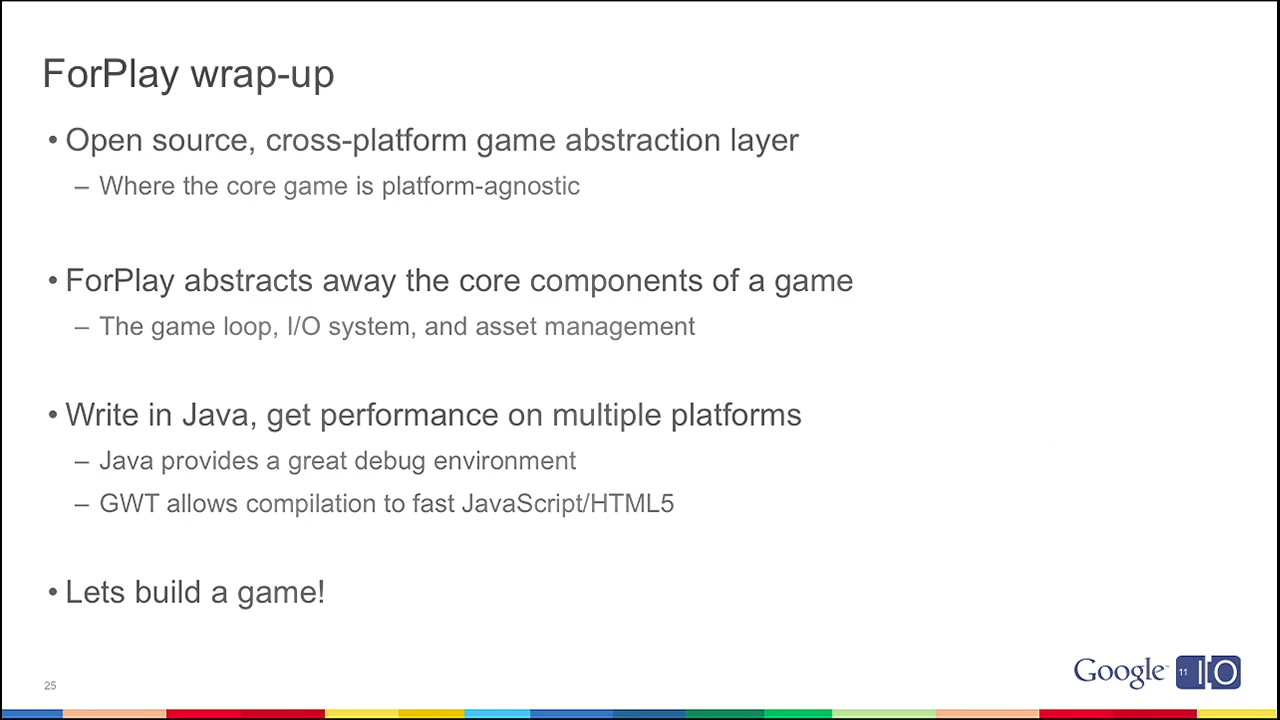 ForPlay wrap-up
• Open source, cross-platform game abstraction layer
– Where the core game is platform-agnostic
• ForPlay abstracts away the core components of a game
– The game loop, I/O system, and asset management
• Write in Java, get performance on multiple platforms
– Java provides a great debug environment
– GWT allows compilation to fast JavaScript/HTML5
• Lets build a game!
25
Google 11 IO